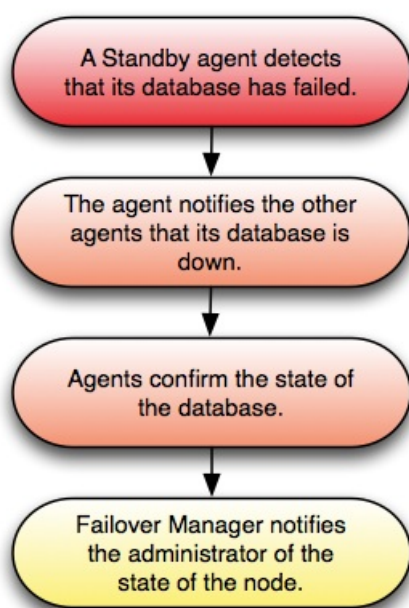 A Standby agent detects
that its database has failed.
The agent notifies the other
agents that its database is
down.
Agents confirm the state of
the database.
Failover Manager notifies
the administrator of the
state of the node.